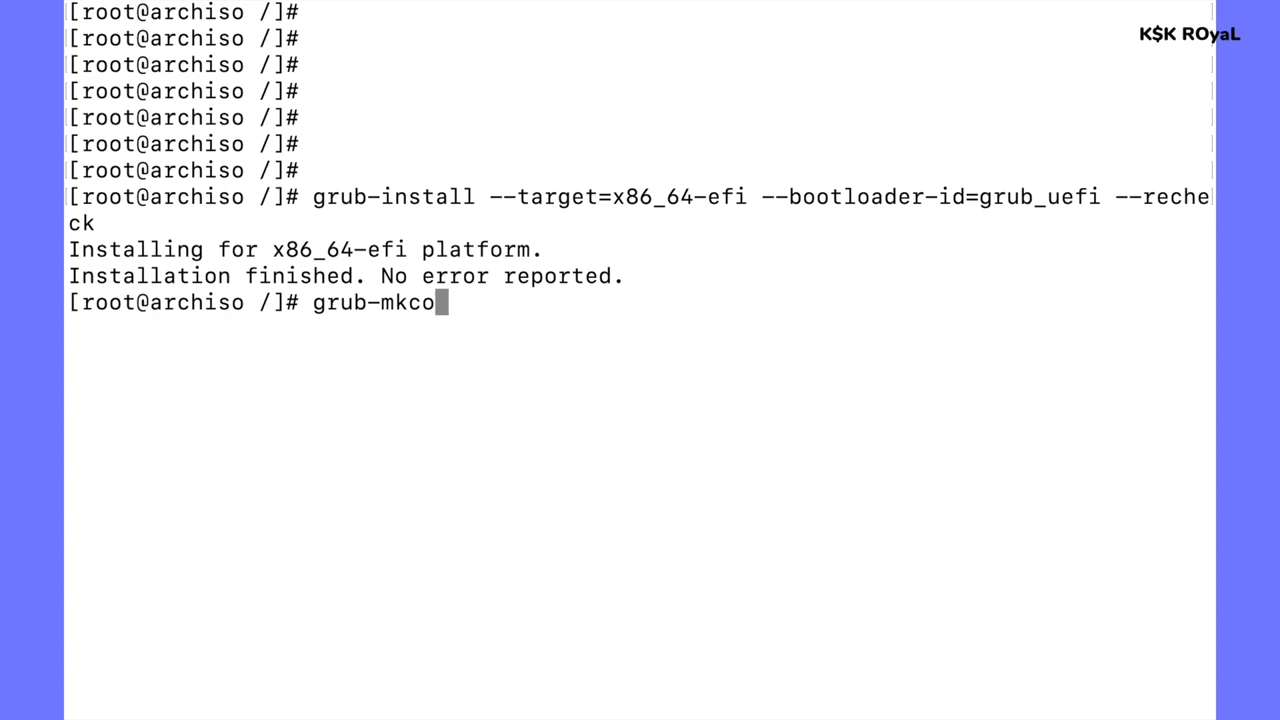 [root@archiso /]#
K$K ROyaL
[root@archiso /]#
[root@archiso /]#
[root@archiso /]#
[root@archiso /]#
[root@archiso /]#
[root@archiso /]#
[root@archiso /]# grub-install --target=x86_64-efi --bootloader-id=grub_uefi --reche
ck
Installing for x86_64-efi platform.
Installation finished. No error reported.
[root@archiso /]# grub-mkco